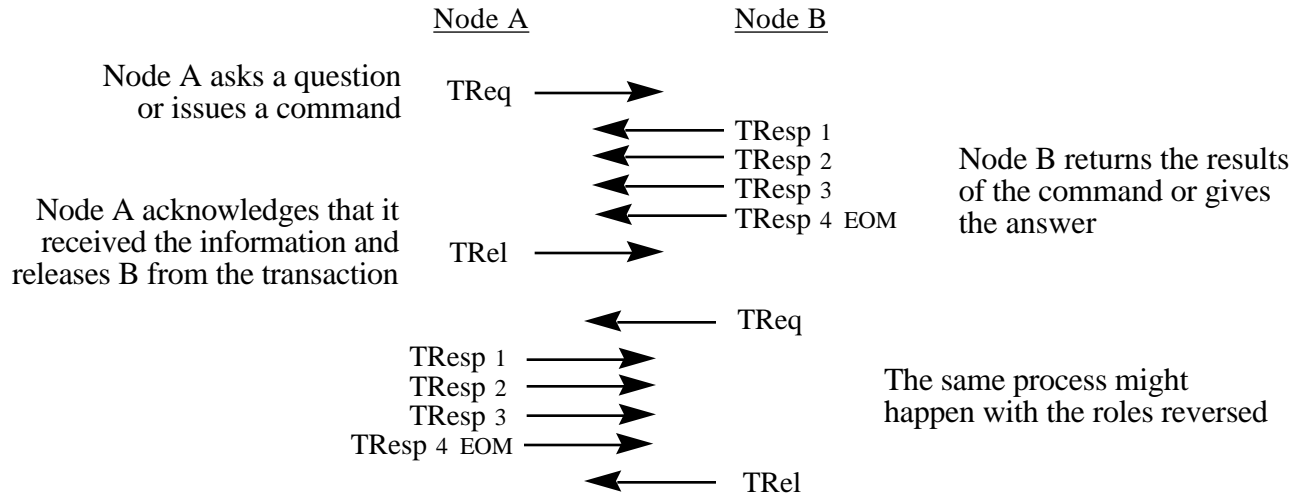 Node A
Node B
Node A asks a question
or issues a command
TReq
TResp 1
TResp 2
TResp 3
TResp 4 EOM
Node B returns the results
of the command or gives
the answer
Node A acknowledges that it
received the information and
releases B from the transaction
TRel
TReq
TResp 1
TResp 2
TResp 3
TResp 4 EOM
The same process might
happen with the roles reversed
TRel